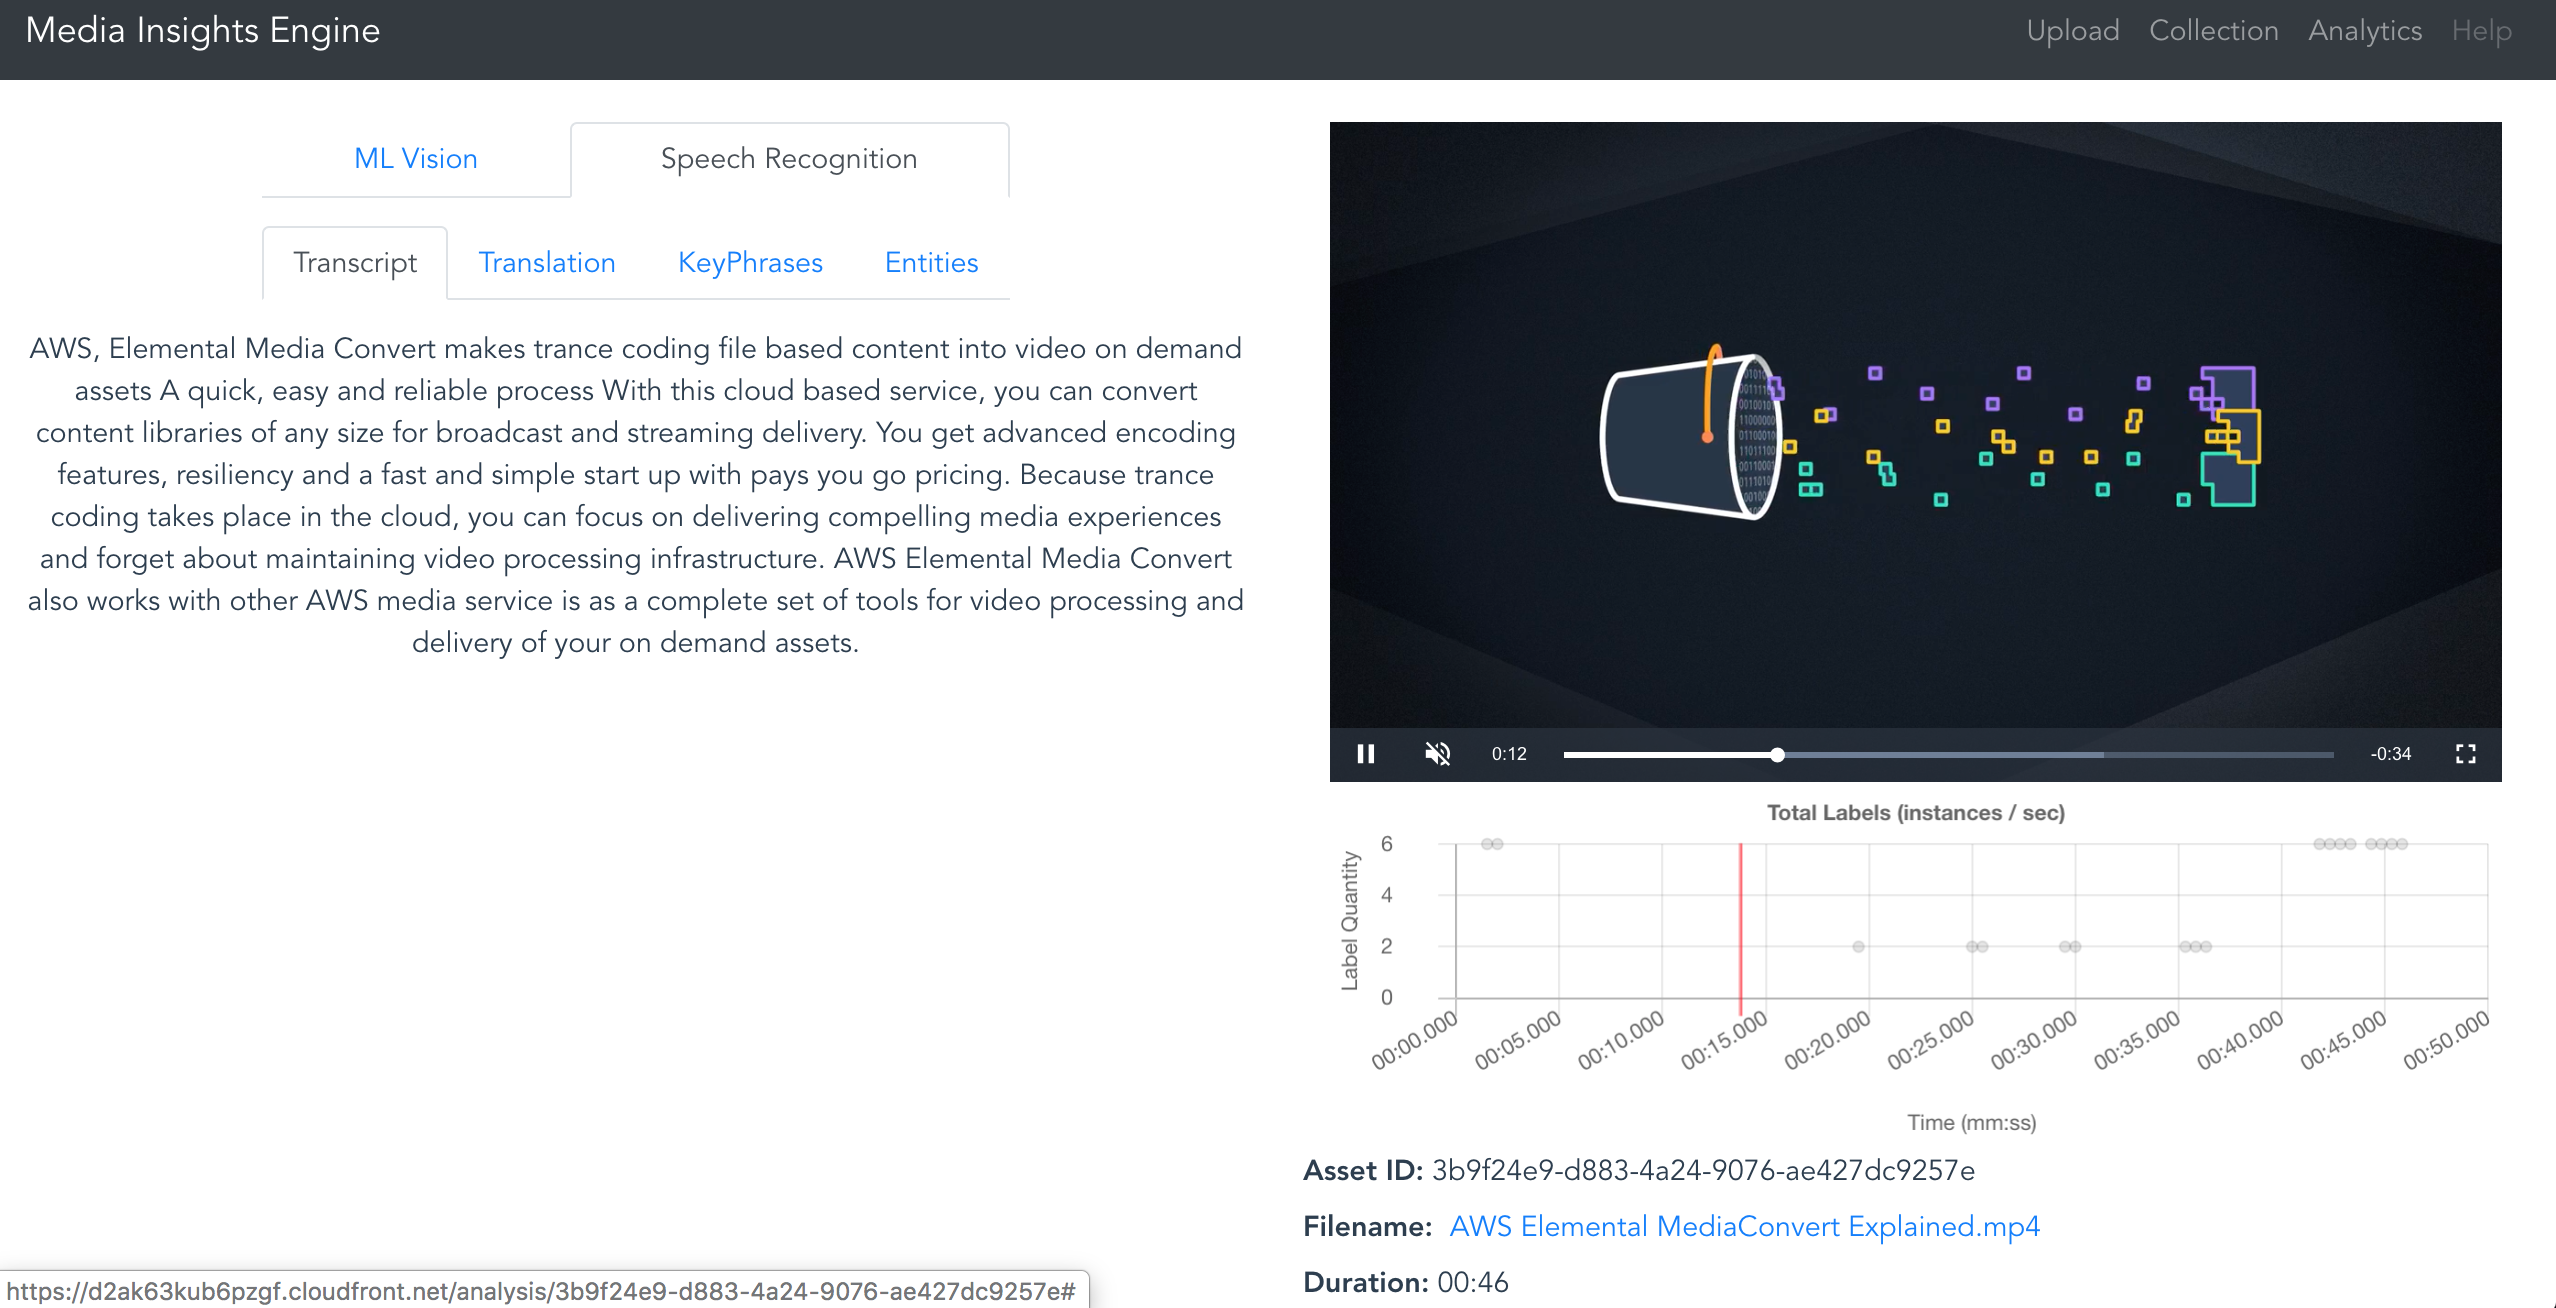 Media Insights Engine
Upload Collection Analytics Help
ML Vision Speech Recognition
Transcript Translation KeyPhrases Entities
AWS, Elemental Media Convert makes trance coding file based content into video on demand
assets A quick, easy and reliable process With this cloud based service, you can convert
content libraries of any size for broadcast and streaming delivery. You get advanced encoding
features, resiliency and a fast and simple start up with pays you go pricing. Because trance
coding takes place in the cloud, you can focus on delivering compelling media experiences
and forget about maintaining video processing infrastructure. AWS Elemental Media Convert
also works with other AWS media service is as a complete set of tools for video processing and
delivery of your on demand assets.
0:12
-0:34
Total Labels (instances / sec)
Label Quantity
6
4
2
0
00:00.000 00:05.000 00:10.000 00:15.000 00:20.000 00:25.000 00:30.000 00:35.000 00:40.000 00:45.000 00:50.000
Time (mm:ss)
Asset ID: 3b9f24e9-d883-4a24-9076-ae427dc9257e
Filename: AWS Elemental MediaConvert Explained.mp4
Duration: 00:46
https://d2ak63kub6pzgf.cloudfront.net/analysis/3b9f24e9-d883-4a24-9076-ae427dc9257e#